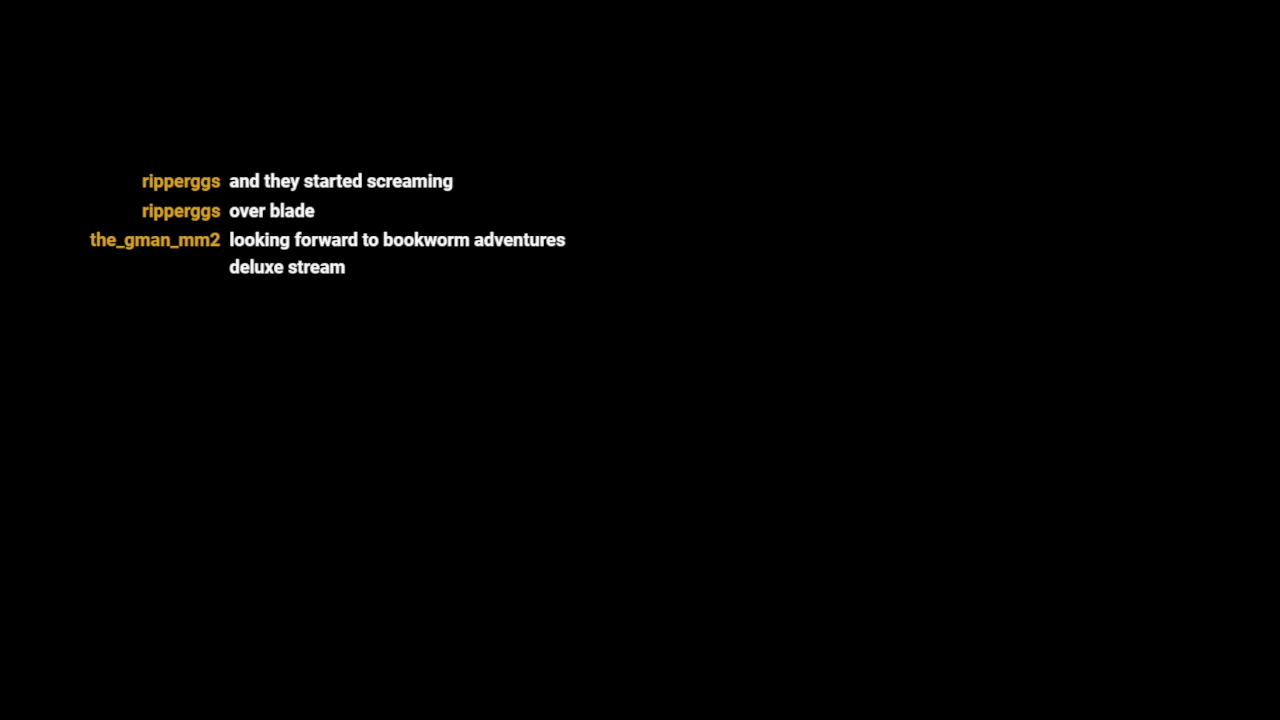 ripperggs and they started screaming
ripperggs over blade
the_gman_mm2 looking forward to bookworm adventures
deluxe stream